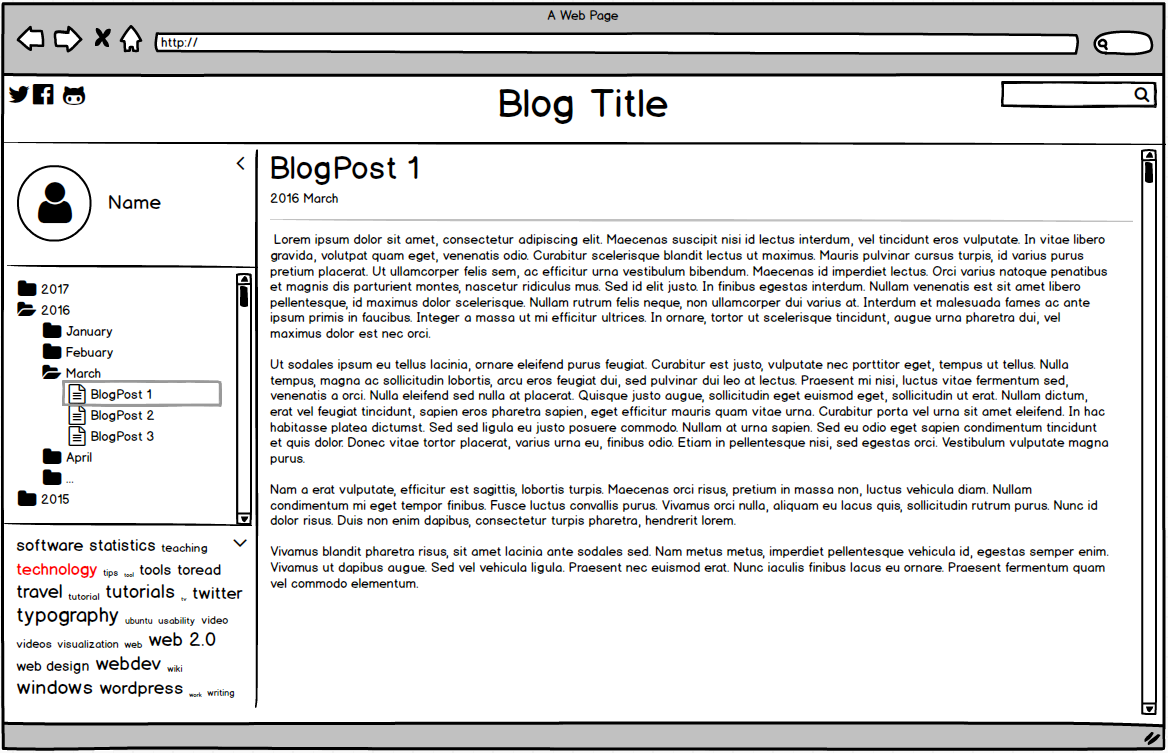 A Web Page
http://
Blog Title
Name
2017
2016
January
Febuary
March
BlogPost 1
BlogPost 2
BlogPost 3
April
...
2015
software statistics teaching
technology tips tool tools toread
travel tutorial tutorials tv twitter
typography ubuntu usability video
videos visualization web web 2.0
web design webdev wiki
windows wordpress work writing
BlogPost 1
2016 March
Lorem ipsum dolor sit amet, consectetur adipiscing elit. Maecenas suscipit nisi id lectus interdum, vel tincidunt eros vulputate. In vitae libero
gravida, volutpat quam eget, venenatis odio. Curabitur scelerisque blandit lectus ut maximus. Mauris pulvinar cursus turpis, id varius purus
pretium placerat. Ut ullamcorper felis sem, ac efficitur urna vestibulum bibendum. Maecenas id imperdiet lectus. Orci varius natoque penatibus
et magnis dis parturient montes, nascetur ridiculus mus. Sed id elit justo. In finibus egestas interdum. Nullam venenatis est sit amet libero
pellentesque, id maximus dolor scelerisque. Nullam rutrum felis neque, non ullamcorper dui varius at. Interdum et malesuada fames ac ante
ipsum primis in faucibus. Integer a massa ut mi efficitur ultrices. In ornare, tortor ut scelerisque tincidunt, augue urna pharetra dui, vel
maximus dolor est nec orci.
Ut sodales ipsum eu tellus lacinia, ornare eleifend purus feugiat. Curabitur est justo, vulputate nec porttitor eget, tempus ut tellus. Nulla
tempus, magna ac sollicitudin lobortis, arcu eros feugiat dui, sed pulvinar dui leo at lectus. Praesent mi nisi, luctus vitae fermentum sed,
venenatis a orci. Nulla eleifend sed nulla at placerat. Quisque justo augue, sollicitudin eget euismod eget, sollicitudin ut erat. Nullam dictum,
erat vel feugiat tincidunt, sapien eros pharetra sapien, eget efficitur mauris quam vitae urna. Curabitur porta vel urna sit amet eleifend. In hac
habitasse platea dictumst. Sed sed ligula eu justo posuere commodo. Nullam at urna sapien. Sed eu odio eget sapien condimentum tincidunt
et quis dolor. Donec vitae tortor placerat, varius urna eu, finibus odio. Etiam in pellentesque nisi, sed egestas orci. Vestibulum vulputate magna
purus.
Nam a erat vulputate, efficitur est sagittis, lobortis turpis. Maecenas orci risus, pretium in massa non, luctus vehicula diam. Nullam
condimentum mi eget tempor finibus. Fusce luctus convallis purus. Vivamus orci nulla, aliquam eu lacus quis, sollicitudin rutrum purus. Nunc id
dolor risus. Duis non enim dapibus, consectetur turpis pharetra, hendrerit lorem.
Vivamus blandit pharetra risus, sit amet lacinia ante sodales sed. Nam metus metus, imperdiet pellentesque vehicula id, egestas semper enim.
Vivamus ut dapibus augue. Sed vel vehicula ligula. Praesent nec euismod erat. Nunc iaculis finibus lacus eu ornare. Praesent fermentum quam
vel commodo elementum.